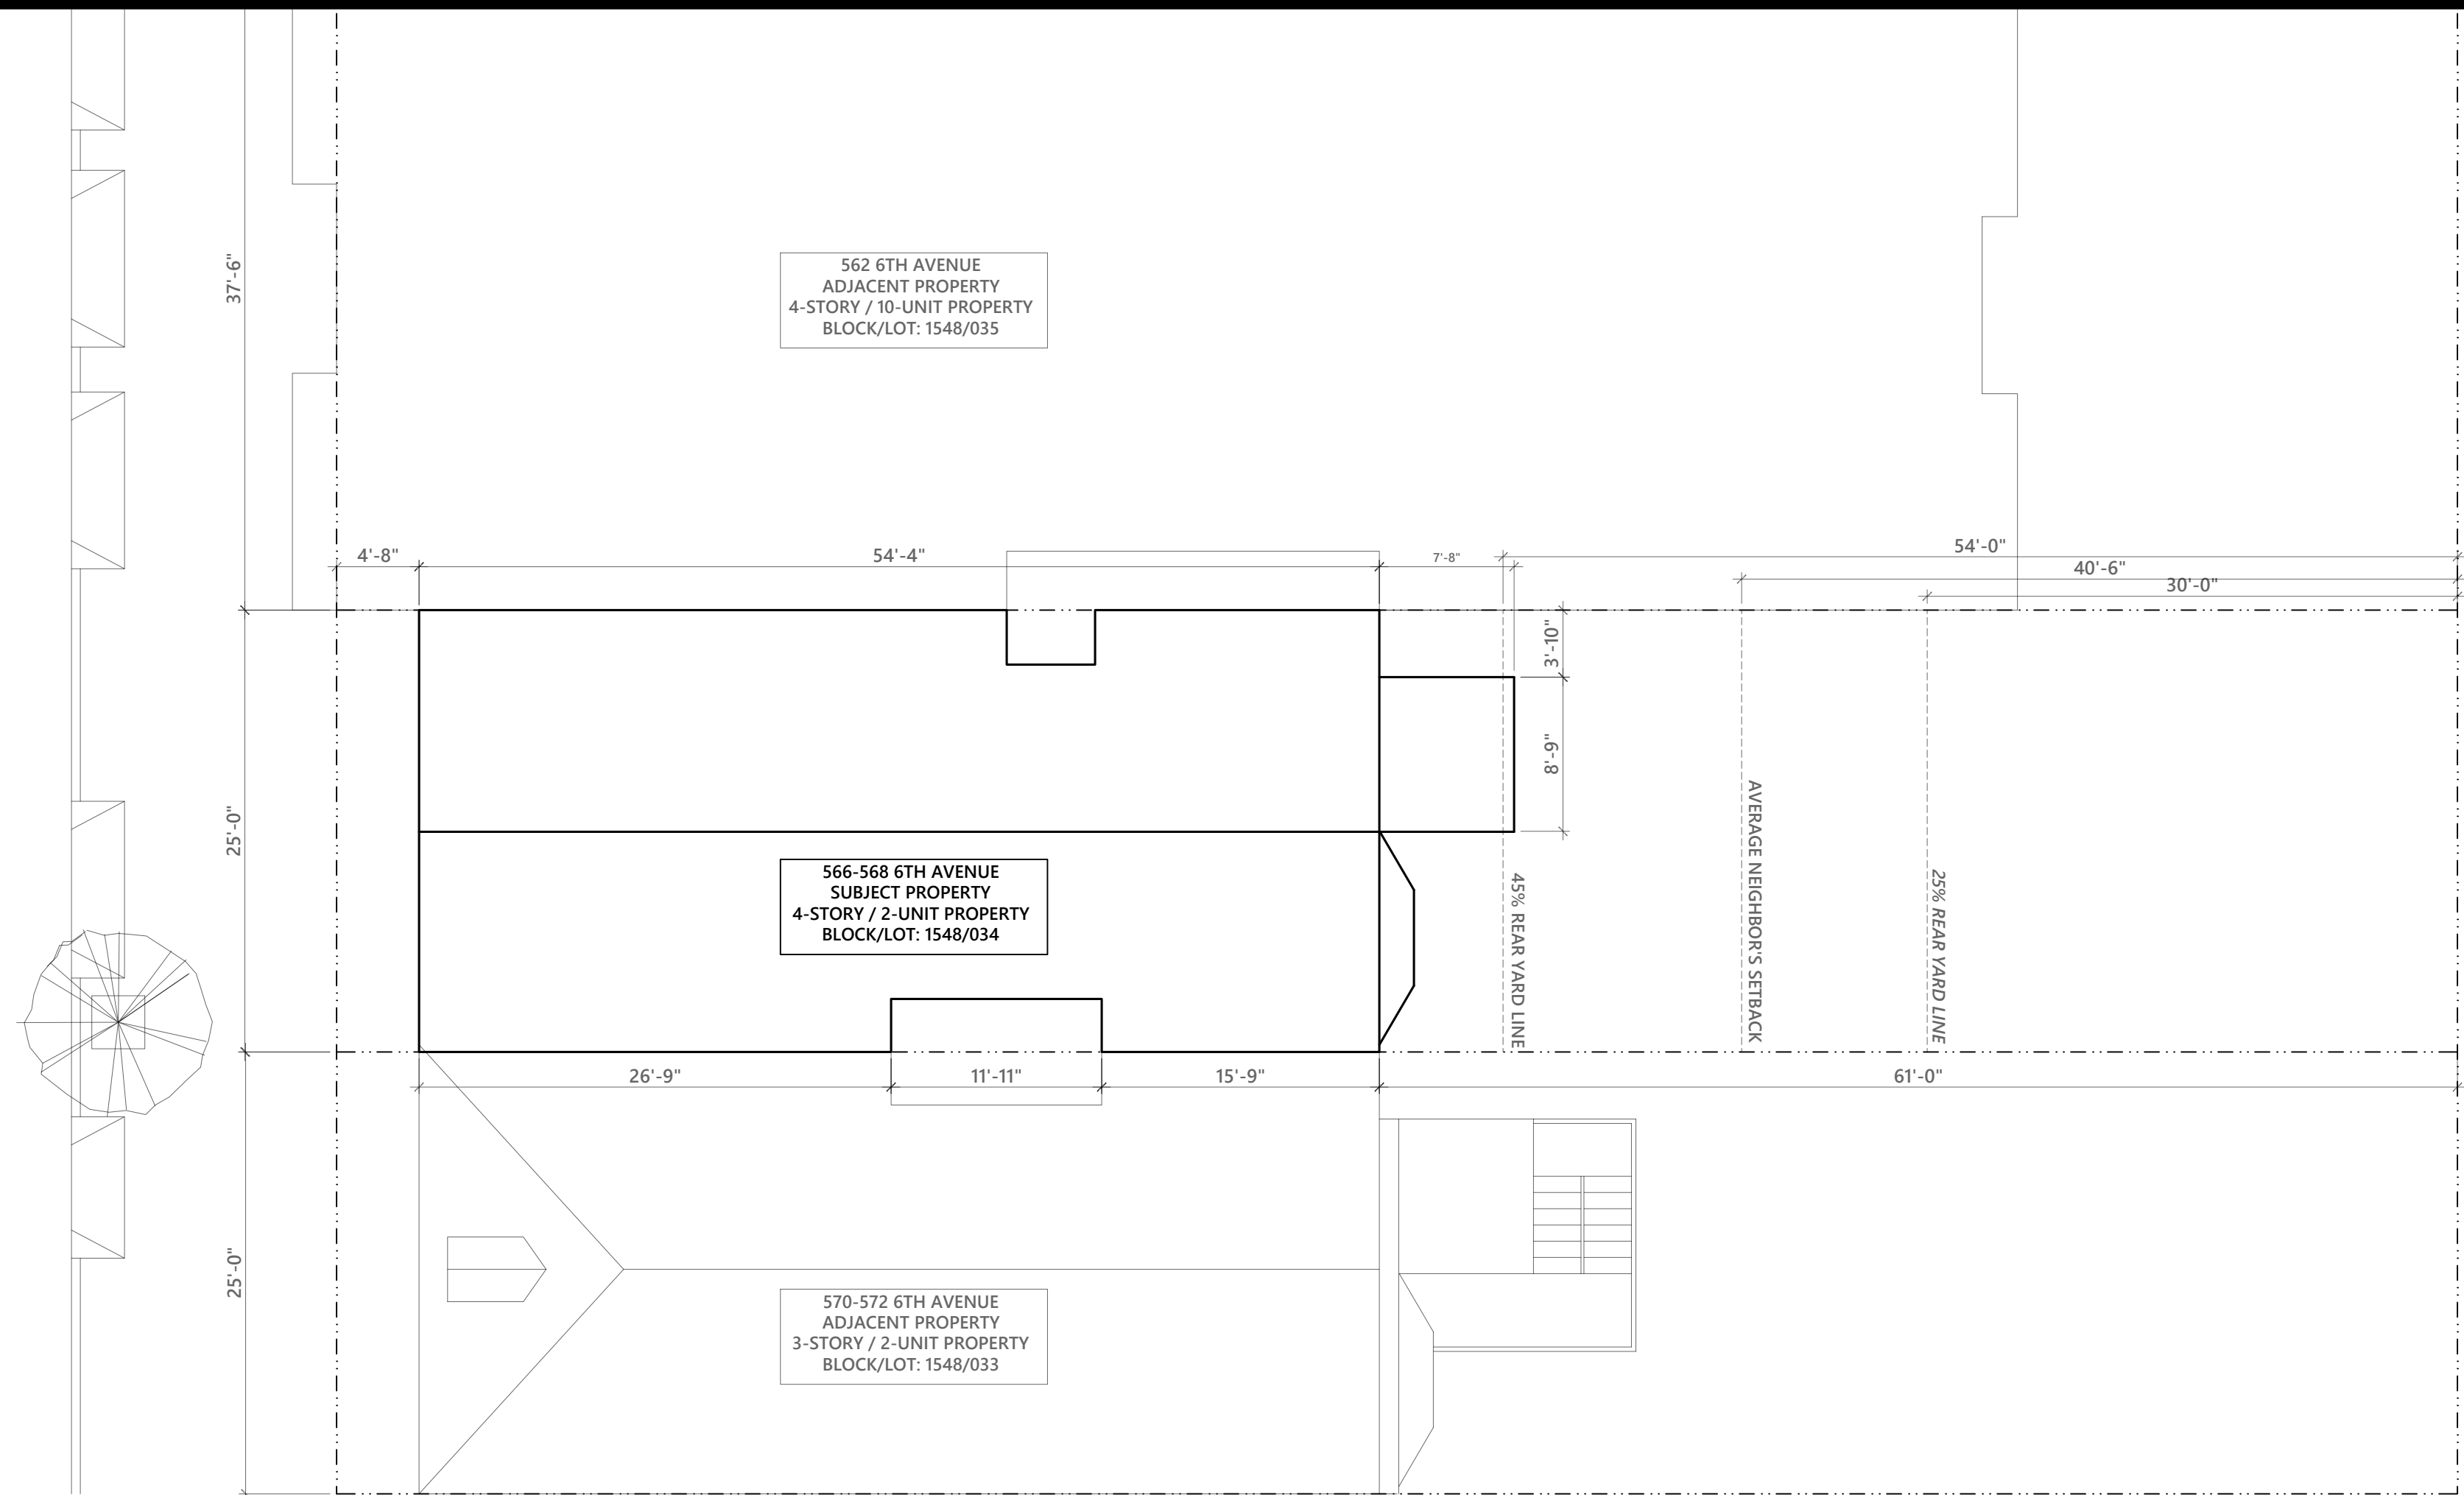 37'-6"
562 6TH AVENUE
ADJACENT PROPERTY
4-STORY / 10-UNIT PROPERTY
BLOCK/LOT: 1548/035
4'-8"
54'-4"
7'-8"
54'-0"
40'-6"
30'-0"
3'-10"
8'-9"
25'-0"
566-568 6TH AVENUE
SUBJECT PROPERTY
4-STORY / 2-UNIT PROPERTY
BLOCK/LOT: 1548/034
45% REAR YARD LINE
AVERAGE NEIGHBOR'S SETBACK
25% REAR YARD LINE
26'-9"
11'-11"
15'-9"
61'-0"
25'-0"
570-572 6TH AVENUE
ADJACENT PROPERTY
3-STORY / 2-UNIT PROPERTY
BLOCK/LOT: 1548/033